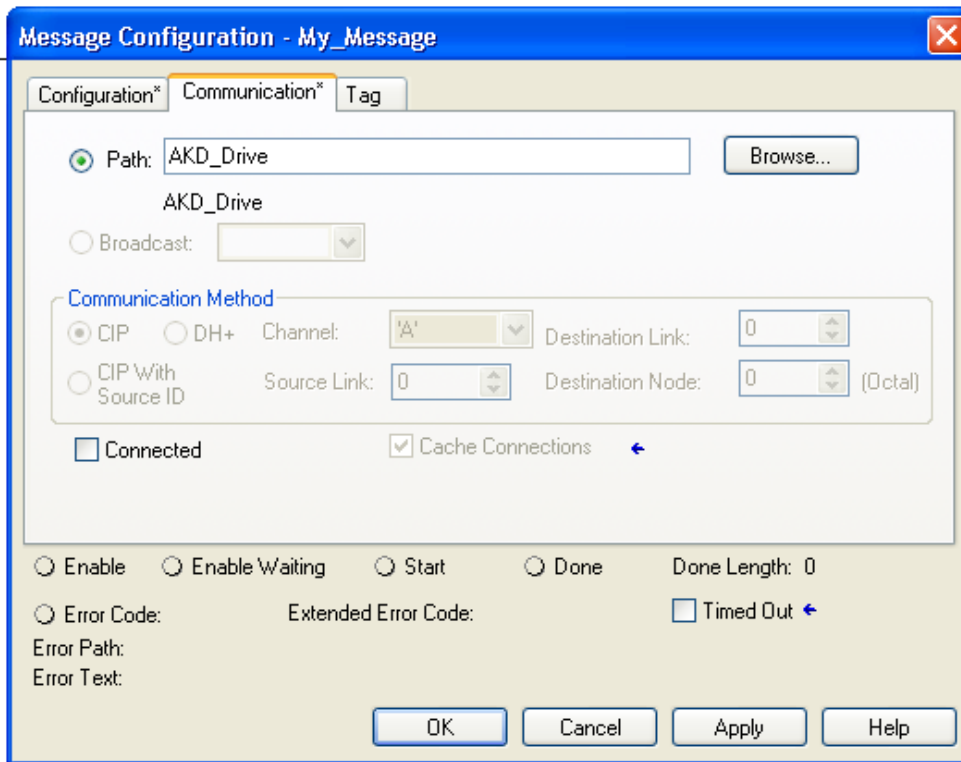 Message Configuration - My_Message
Configuration* Communication* Tag
Path: AKD_Drive Browse...
AKD_Drive
Broadcast:
Communication Method
CIP DH+ Channel: 'A' Destination Link: 0
CIP With Source ID Source Link: 0 Destination Node: 0 (Octal)
Connected Cache Connections
Enable Enable Waiting Start Done Done Length: 0
Error Code: Extended Error Code: Timed Out
Error Path:
Error Text:
OK Cancel Apply Help